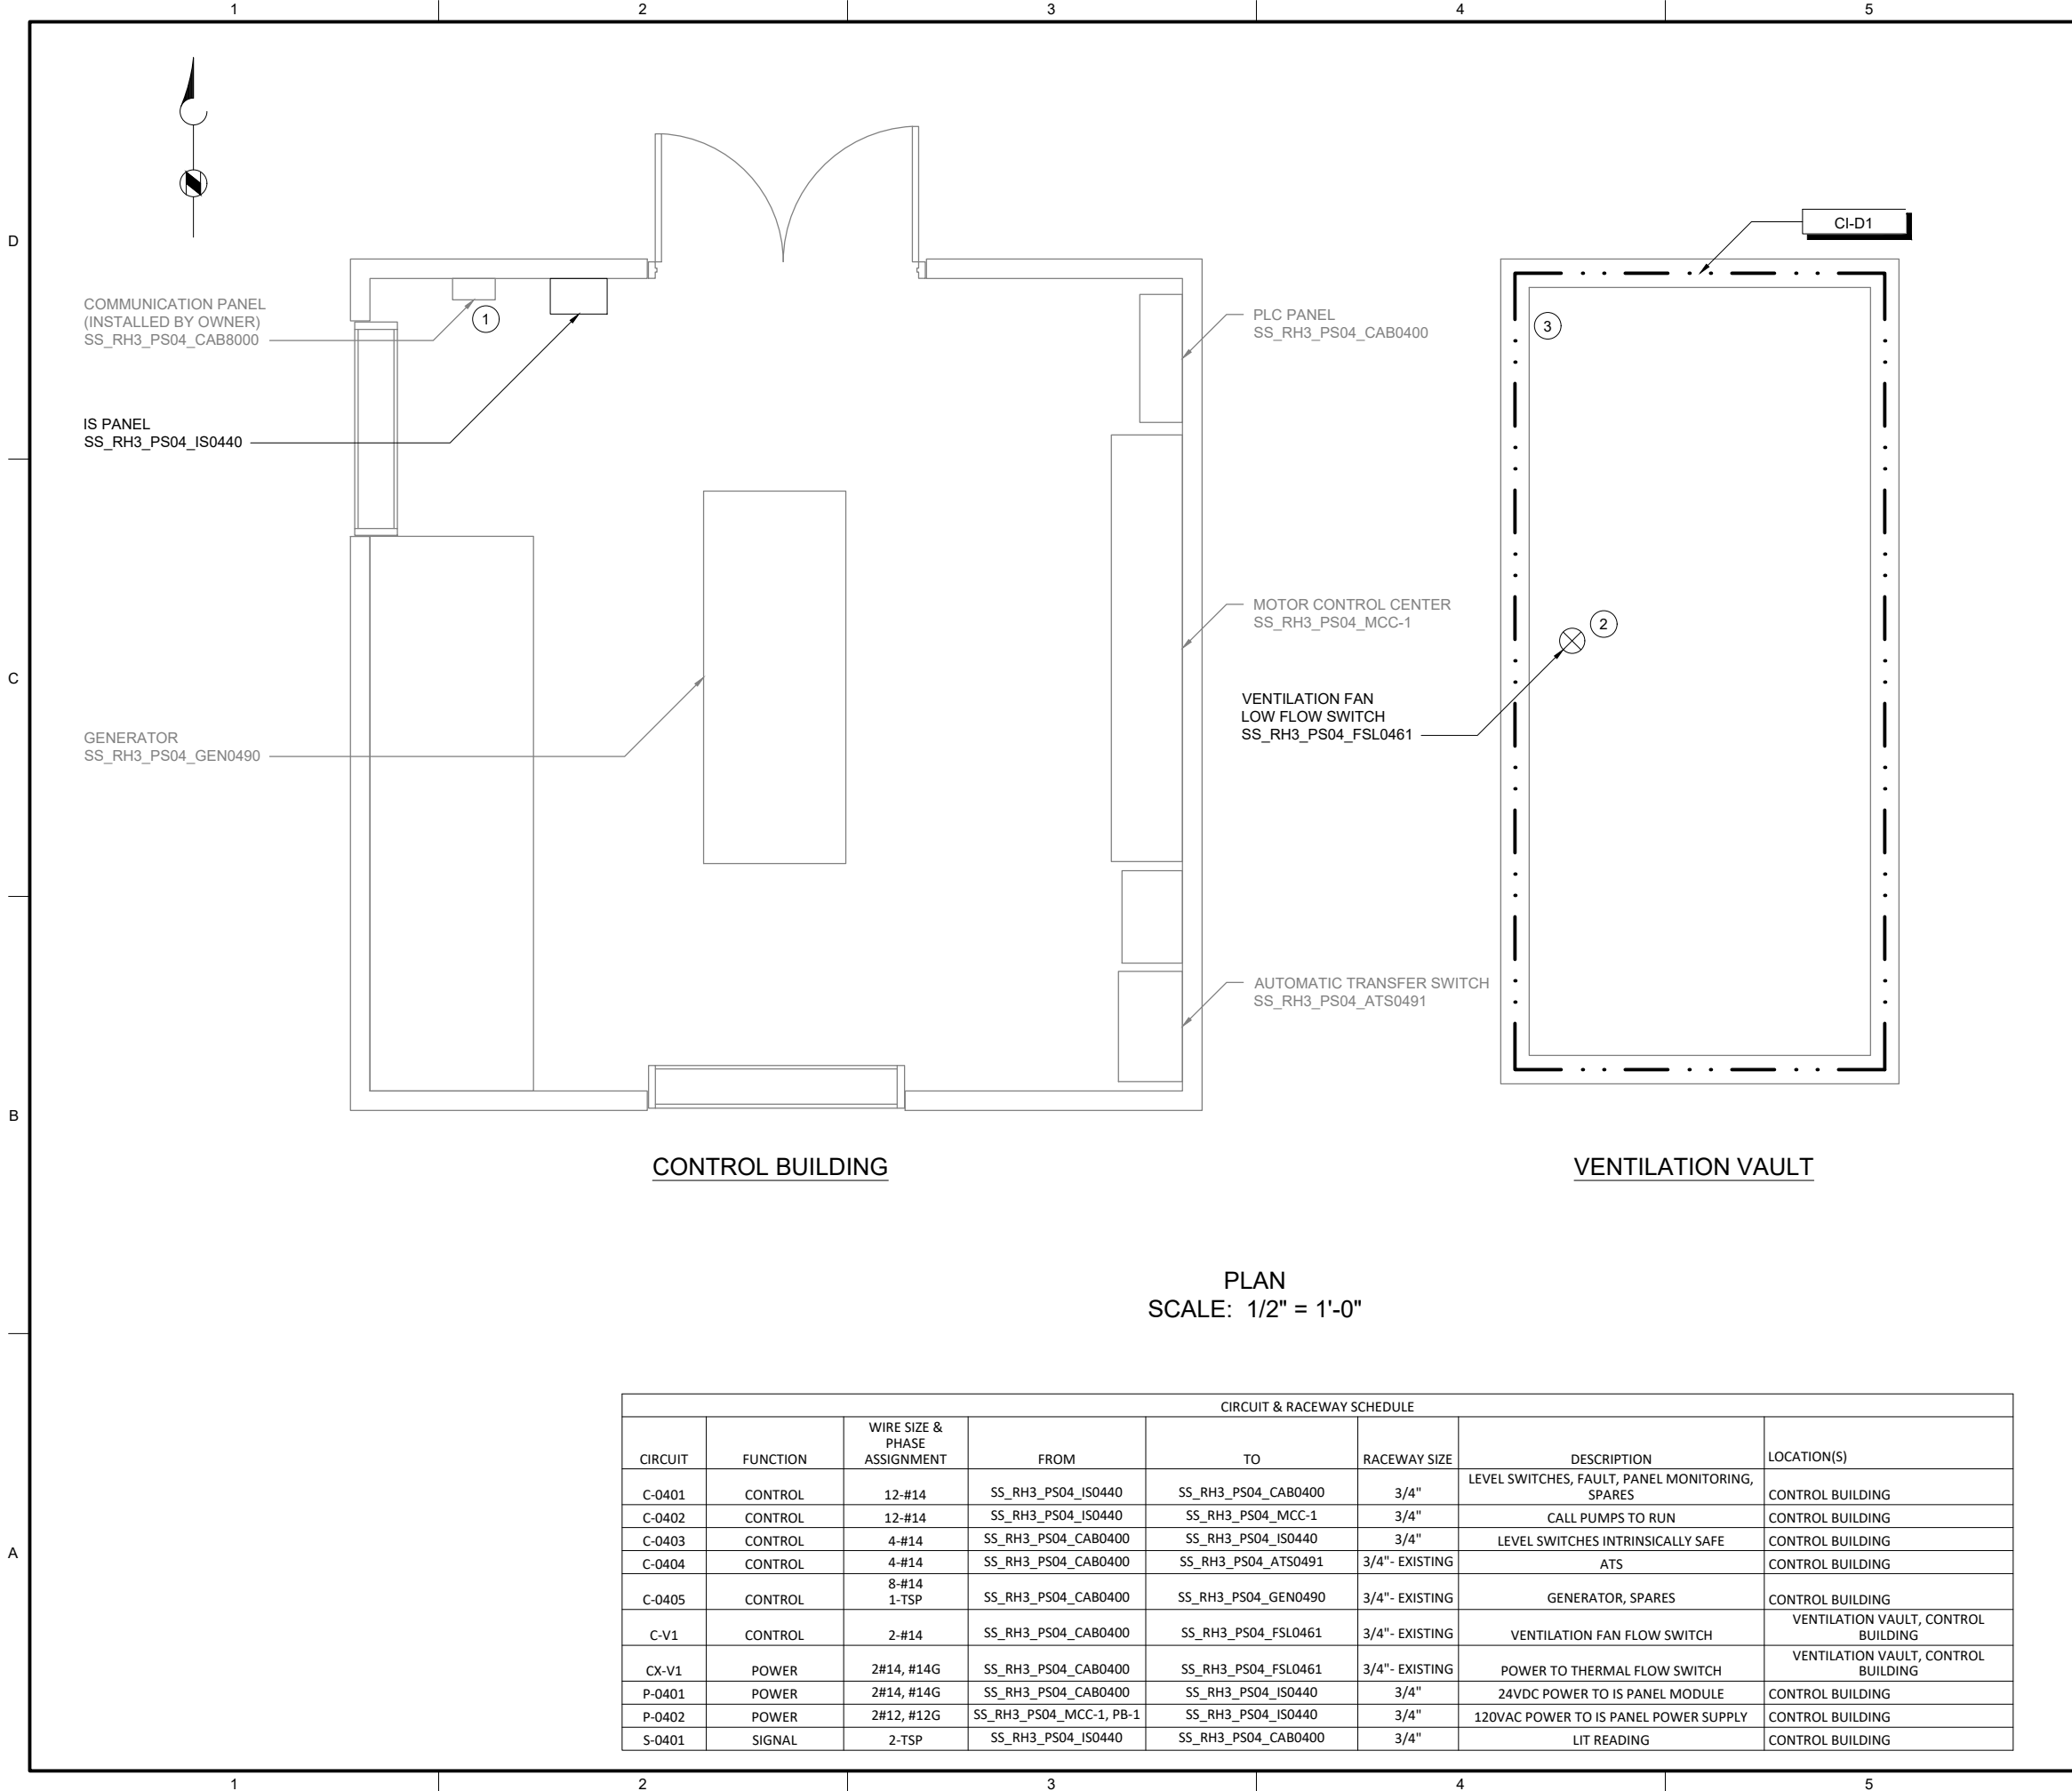 1 2 3 4 5
D
C
B
A
CI-D1
COMMUNICATION PANEL
(INSTALLED BY OWNER)
SS_RH3_PS04_CAB8000
1
IS PANEL
SS_RH3_PS04_IS0440
GENERATOR
SS_RH3_PS04_GEN0490
PLC PANEL
SS_RH3_PS04_CAB0400
MOTOR CONTROL CENTER
SS_RH3_PS04_MCC-1
VENTILATION FAN
LOW FLOW SWITCH
SS_RH3_PS04_FSL0461
AUTOMATIC TRANSFER SWITCH
SS_RH3_PS04_ATS0491
3
2
CONTROL BUILDING
VENTILATION VAULT
PLAN
SCALE: 1/2" = 1'-0"
CIRCUIT & RACEWAY SCHEDULE
CIRCUIT FUNCTION WIRE SIZE & PHASE ASSIGNMENT FROM TO RACEWAY SIZE DESCRIPTION LOCATION(S)
C-0401 CONTROL 12-#14 SS_RH3_PS04_IS0440 SS_RH3_PS04_CAB0400 3/4" LEVEL SWITCHES, FAULT, PANEL MONITORING, SPARES CONTROL BUILDING
C-0402 CONTROL 12-#14 SS_RH3_PS04_IS0440 SS_RH3_PS04_MCC-1 3/4" CALL PUMPS TO RUN CONTROL BUILDING
C-0403 CONTROL 4-#14 SS_RH3_PS04_CAB0400 SS_RH3_PS04_IS0440 3/4" LEVEL SWITCHES INTRINSICALLY SAFE CONTROL BUILDING
C-0404 CONTROL 4-#14 SS_RH3_PS04_CAB0400 SS_RH3_PS04_ATS0491 3/4"- EXISTING ATS CONTROL BUILDING
C-0405 CONTROL 8-#14 1-TSP SS_RH3_PS04_CAB0400 SS_RH3_PS04_GEN0490 3/4"- EXISTING GENERATOR, SPARES CONTROL BUILDING
C-V1 CONTROL 2-#14 SS_RH3_PS04_CAB0400 SS_RH3_PS04_FSL0461 3/4"- EXISTING VENTILATION FAN FLOW SWITCH VENTILATION VAULT, CONTROL BUILDING
CX-V1 POWER 2#14, #14G SS_RH3_PS04_CAB0400 SS_RH3_PS04_FSL0461 3/4"- EXISTING POWER TO THERMAL FLOW SWITCH VENTILATION VAULT, CONTROL BUILDING
P-0401 POWER 2#14, #14G SS_RH3_PS04_CAB0400 SS_RH3_PS04_IS0440 3/4" 24VDC POWER TO IS PANEL MODULE CONTROL BUILDING
P-0402 POWER 2#12, #12G SS_RH3_PS04_MCC-1, PB-1 SS_RH3_PS04_IS0440 3/4" 120VAC POWER TO IS PANEL POWER SUPPLY CONTROL BUILDING
S-0401 SIGNAL 2-TSP SS_RH3_PS04_IS0440 SS_RH3_PS04_CAB0400 3/4" LIT READING CONTROL BUILDING
1 2 3 4 5